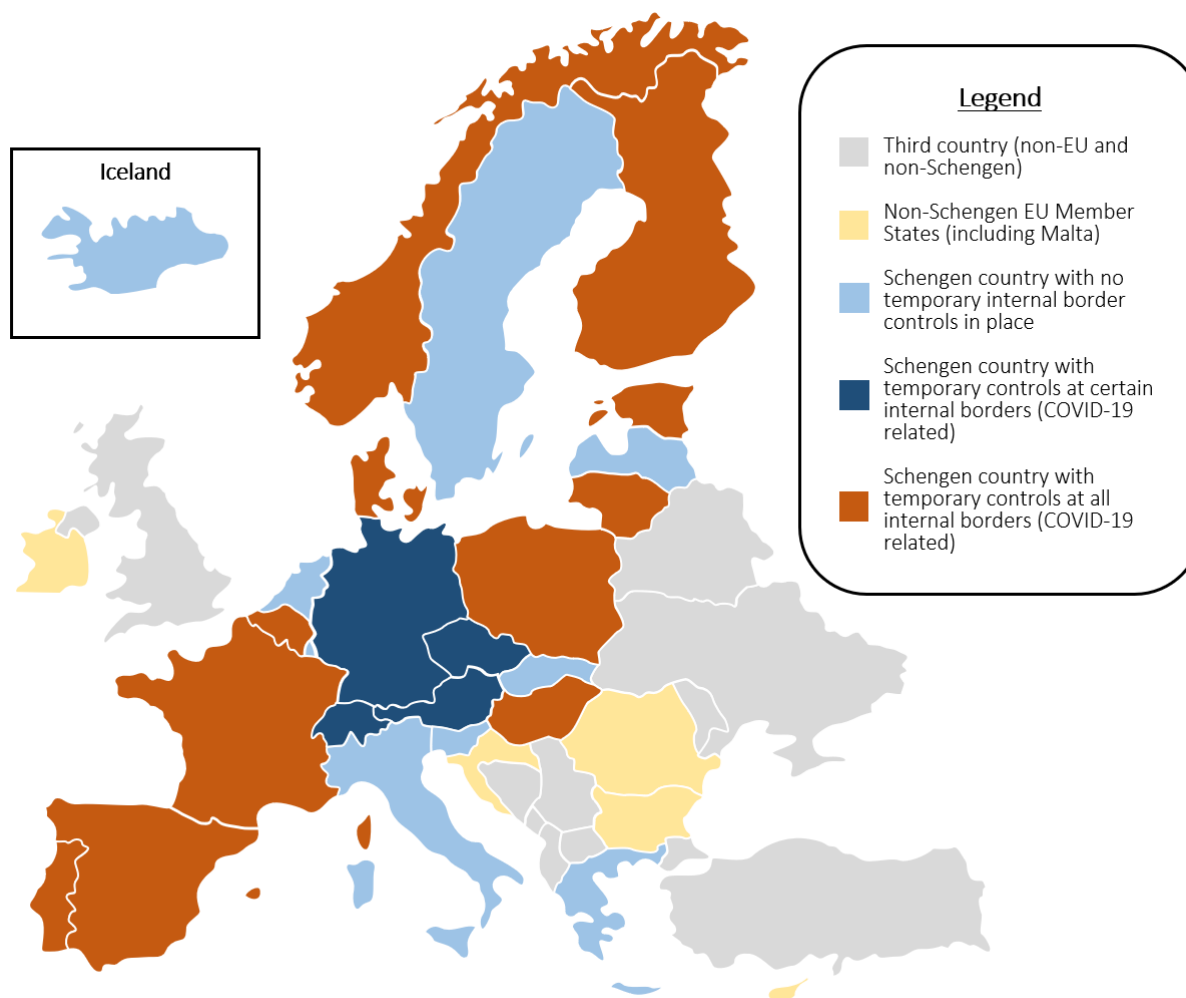 Iceland
Legend
Third country (non-EU and
non-Schengen)
Non-Schengen EU Member
States (including Malta)
Schengen country with no
temporary internal border
controls in place
Schengen country with
temporary controls at certain
internal borders (COVID-19
related)
Schengen country with
temporary controls at all
internal borders (COVID-19
related)